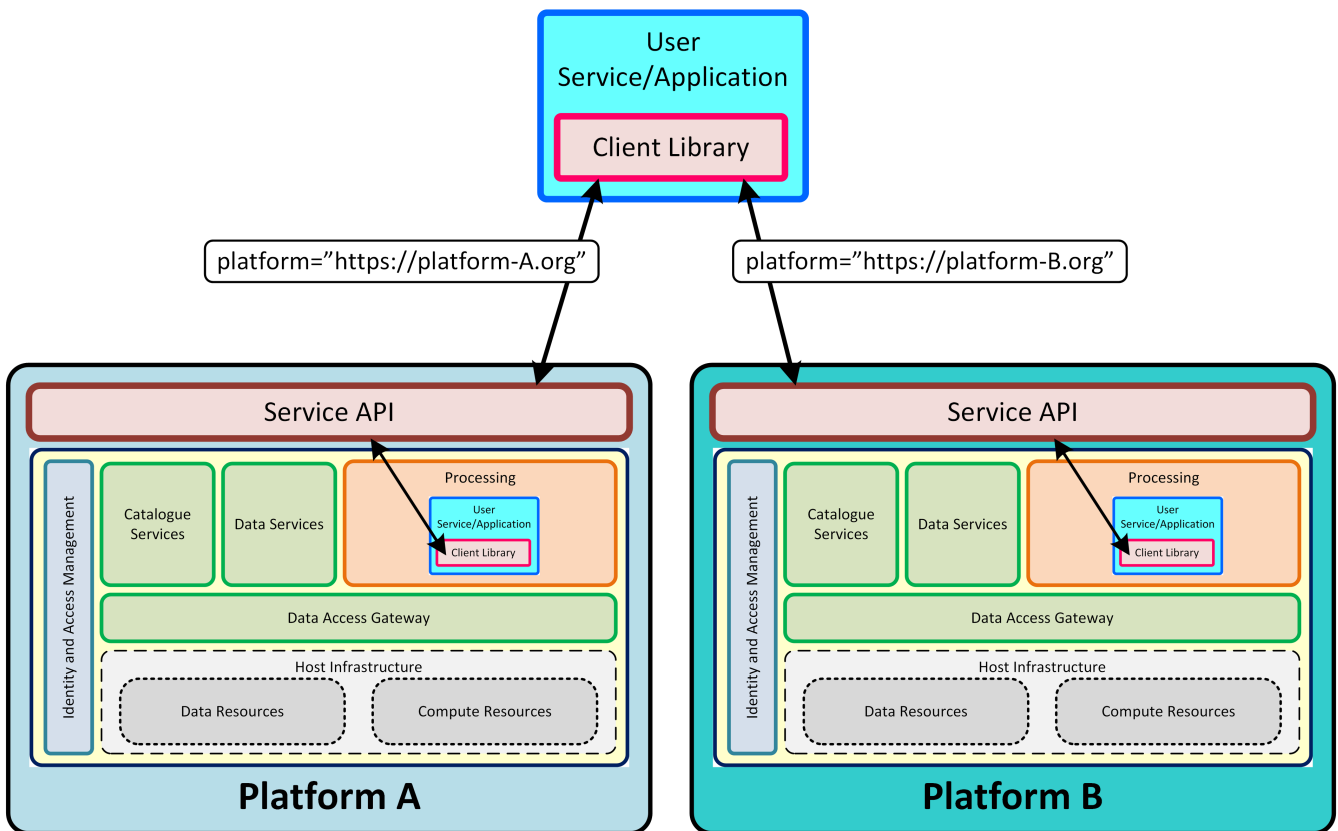 User
Service/Application
Client Library
platform=”https://platform-A.org”
platform=”https://platform-B.org”
Service API
Identity and Access Management
Catalogue
Services
Data Services
Processing
User
Service/Application
Client Library
Data Access Gateway
Host Infrastructure
Data Resources
Compute Resources
Platform A
Service API
Identity and Access Management
Catalogue
Services
Data Services
Processing
User
Service/Application
Client Library
Data Access Gateway
Host Infrastructure
Data Resources
Compute Resources
Platform B